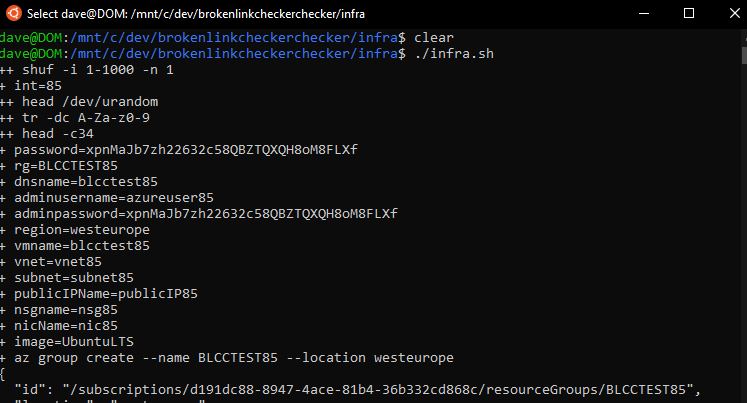 Select dave@DOM: /mnt/c/dev/brokenlinkcheckerchecker/infra
dave@DOM:/mnt/c/dev/brokenlinkcheckerchecker/infra$ clear
dave@DOM:/mnt/c/dev/brokenlinkcheckerchecker/infra$ ./infra.sh
++ shuf -i 1-1000 -n 1
+ int=85
++ head /dev/urandom
++ tr -dc A-Za-z0-9
++ head -c34
+ password=xpnMaJb7zh22632c58QBZTQXQH8oM8FLXf
+ rg=BLCCTEST85
+ dnsname=blcctest85
+ adminusername=azureuser85
+ adminpassword=xpnMaJb7zh22632c58QBZTQXQH8oM8FLXf
+ region=westeurope
+ vmname=blcctest85
+ vnet=vnet85
+ subnet=subnet85
+ publicIPName=publicIP85
+ nsgname=nsg85
+ nicName=nic85
+ image=UbuntuLTS
+ az group create --name BLCCTEST85 --location westeurope
{
"id": "/subscriptions/d191dc88-8947-4ace-81b4-36b332cd868c/resourceGroups/BLCCTEST85",